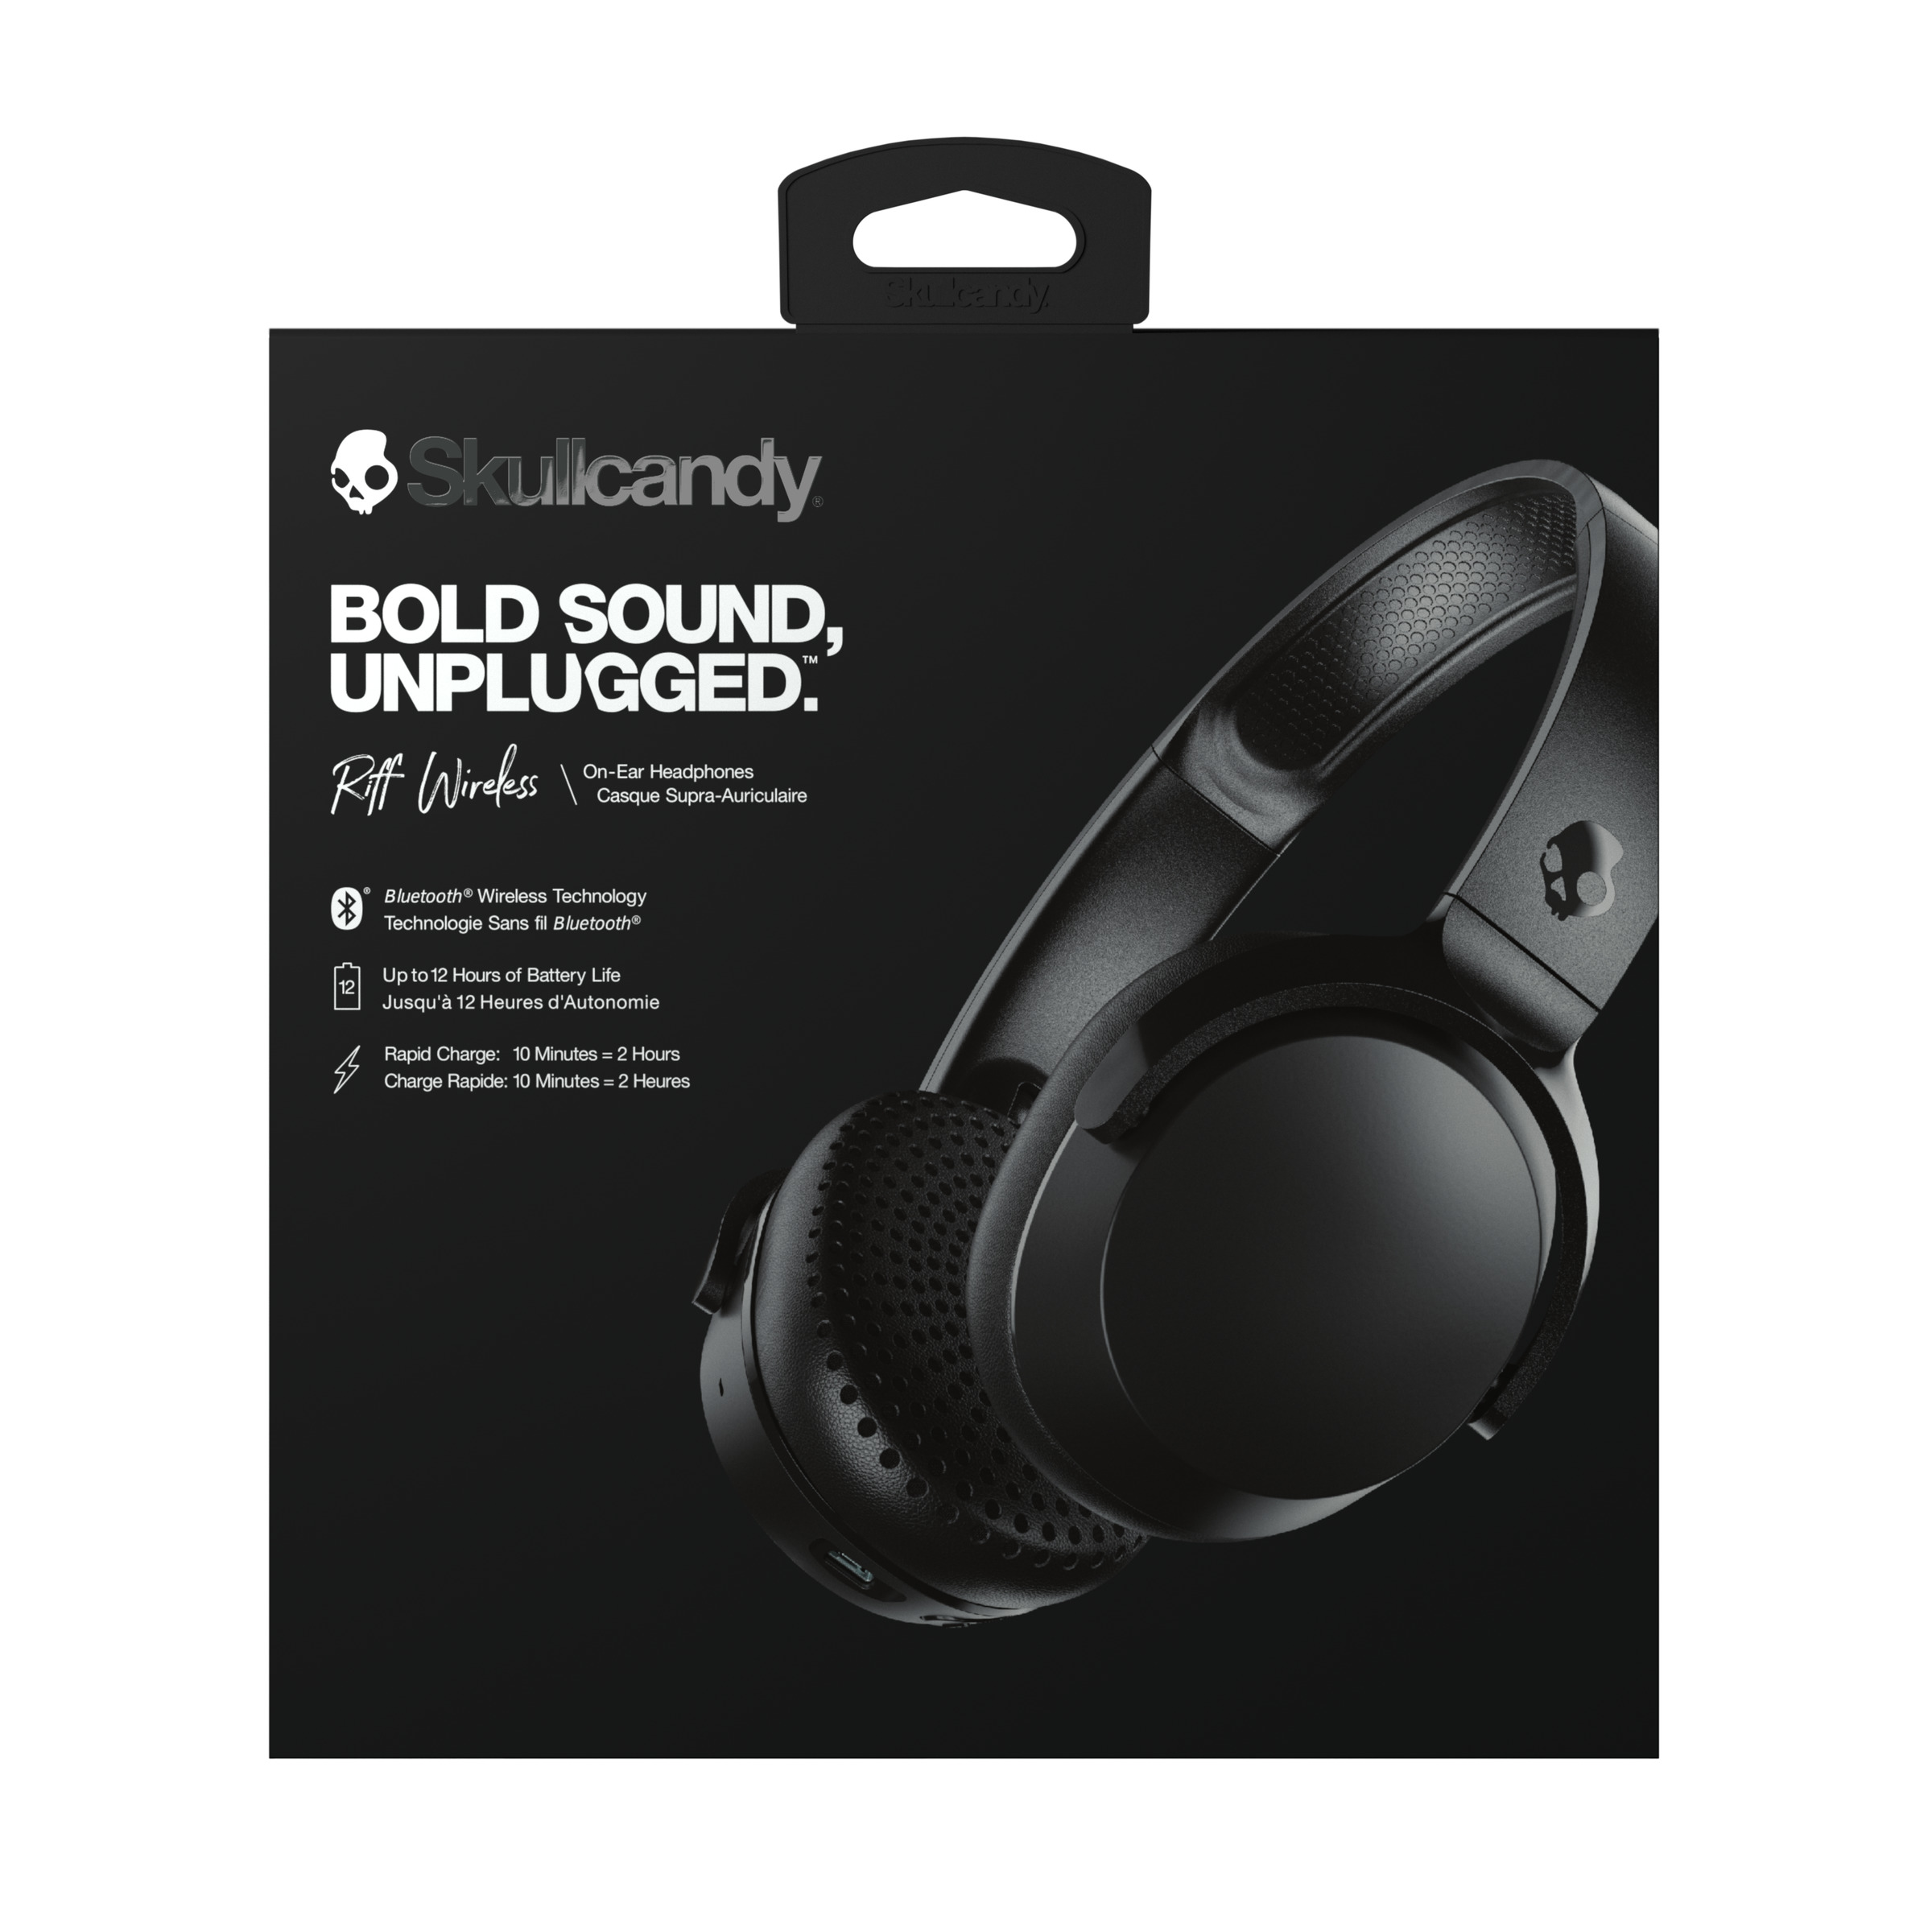 Skullcandy.
Skullcandy®
BOLD SOUND,
UNPLUGGED.™
Riff Wireless
On-Ear Headphones
Casque Supra-Auriculaire
Bluetooth® Wireless Technology
Technologie Sans fil Bluetooth®
12
Up to 12 Hours of Battery Life
Jusqu'à 12 Heures d'Autonomie
Rapid Charge: 10 Minutes = 2 Hours
Charge Rapide: 10 Minutes = 2 Heures